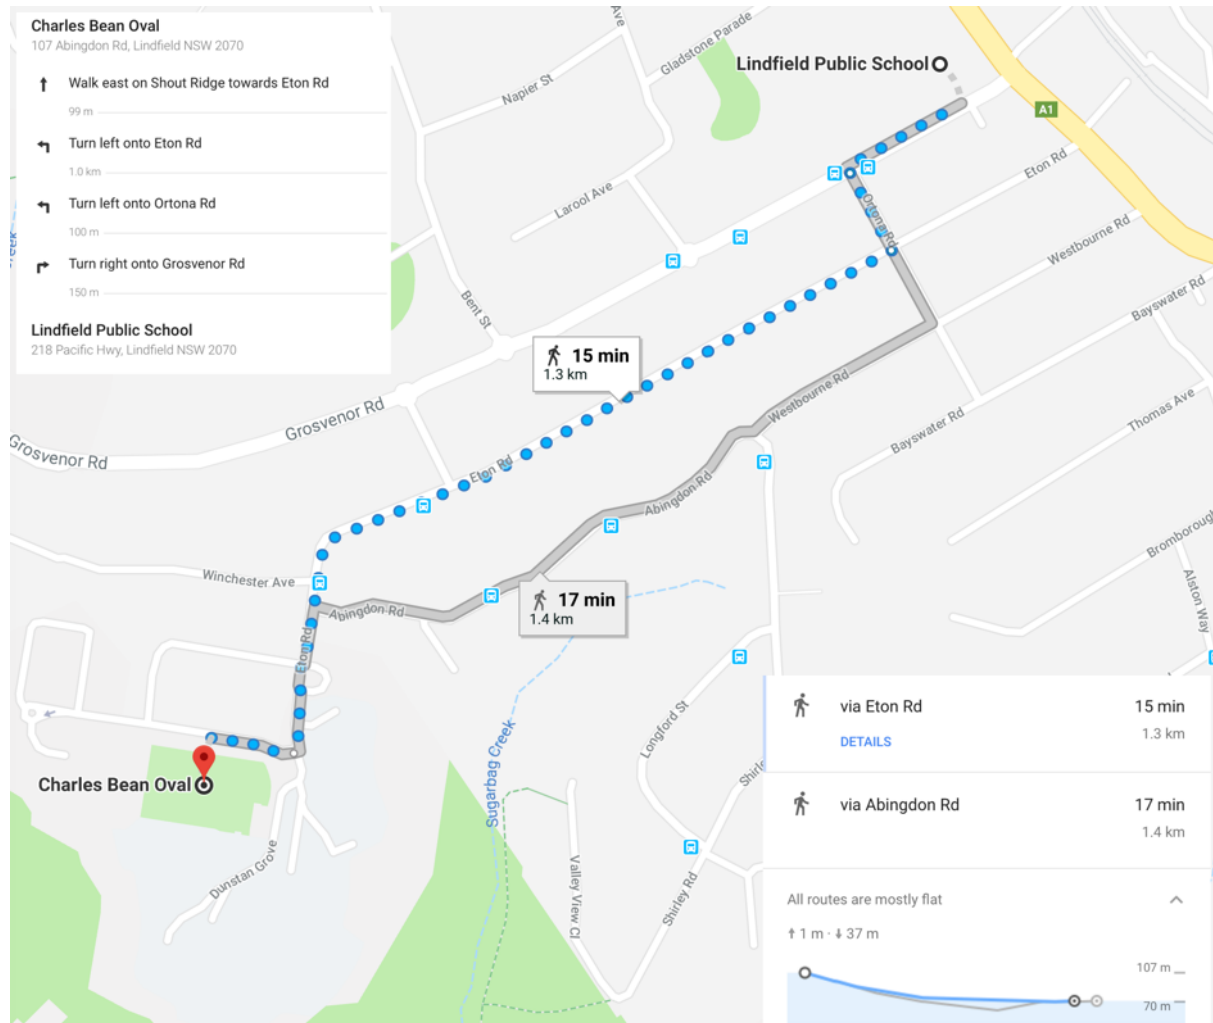 Charles Bean Oval
107 Abingdon Rd, Lindfield NSW 2070
Walk east on Shout Ridge towards Eton Rd
99 m
Turn left onto Eton Rd
1.0 km
Turn left onto Ortona Rd
100 m
Turn right onto Grosvenor Rd
150 m
Lindfield Public School
218 Pacific Hwy, Lindfield NSW 2070
Ave
Gladstone Parade
Napier St
Lindfield Public School
A1
Eton Rd
Larool Ave
Ortona Rd
Westbourne Rd
Creek
Bent St
Bayswater Rd
15 min
1.3 km
Westbourne Rd
Thomas Ave
Grosvenor Rd
Grosvenor Rd
Bayswater Rd
Eton Rd
Abingdon Rd
Winchester Ave
Alston Way
17 min
1.4 km
Abingdon Rd
Eton Rd
Longford St
Sugarbag Creek
Charles Bean Oval
Dunstan Grove
Valley View Cl
Shirley Rd
via Eton Rd
15 min
DETAILS
1.3 km
via Abingdon Rd
17 min
1.4 km
All routes are mostly flat
1 m · 37 m
107 m
70 m